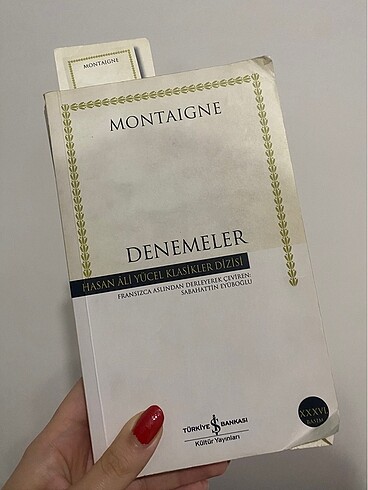 MONTAIGNE
MONTAIGNE
DENEMELER
HASAN ÂLİ YÜCEL KLASİKLER DİZİSİ
FRANSIZCA ASLINDAN DERLEYEREK ÇEVİREN:
SABAHATTİN EYÜBOĞLU
XXXVI.
BASIM
TÜRKİYE İŞ BANKASI
Kültür Yayınları